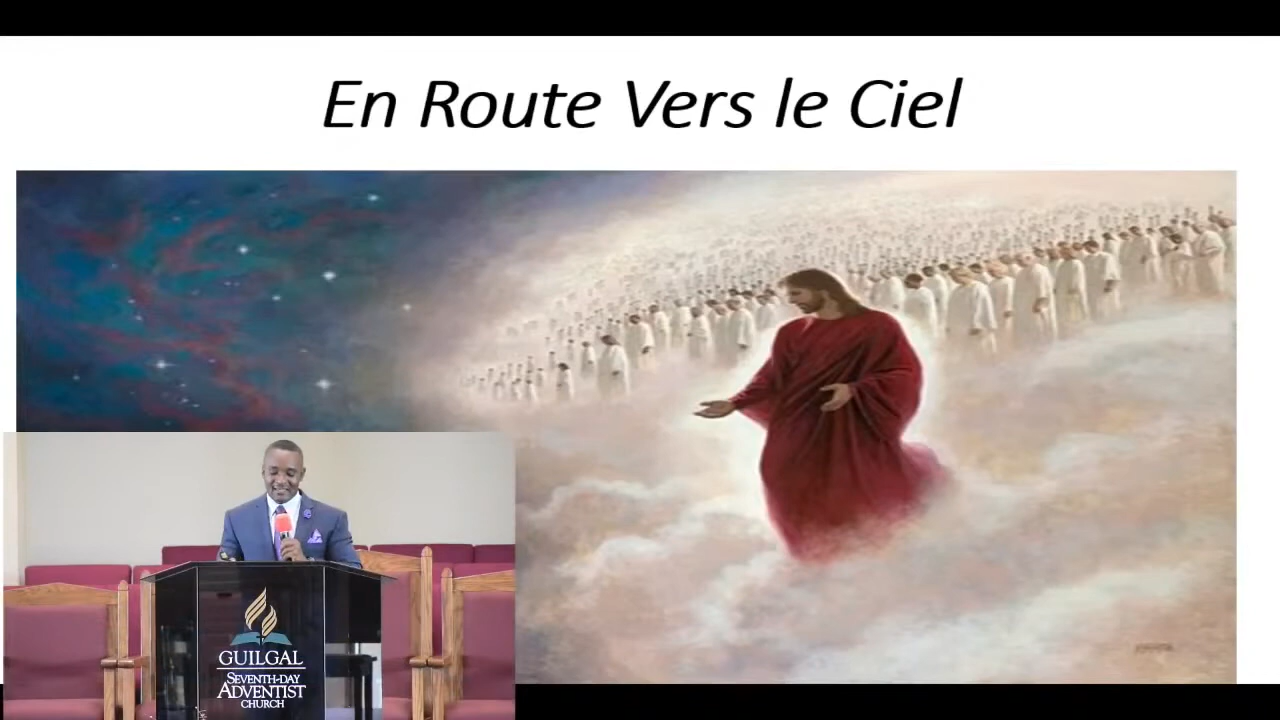 En Route Vers le Ciel
GUILGAL
SEVENTH-DAY
ADVENTIST
CHURCH